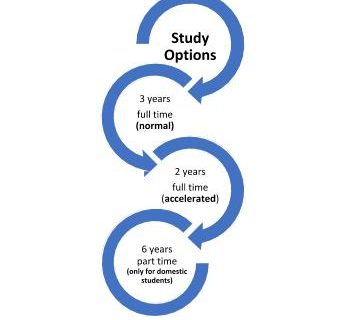 Study
Options
3 years
full time
(normal)
2 years
full time
(accelerated)
6 years
part time
(only for domestic
students)